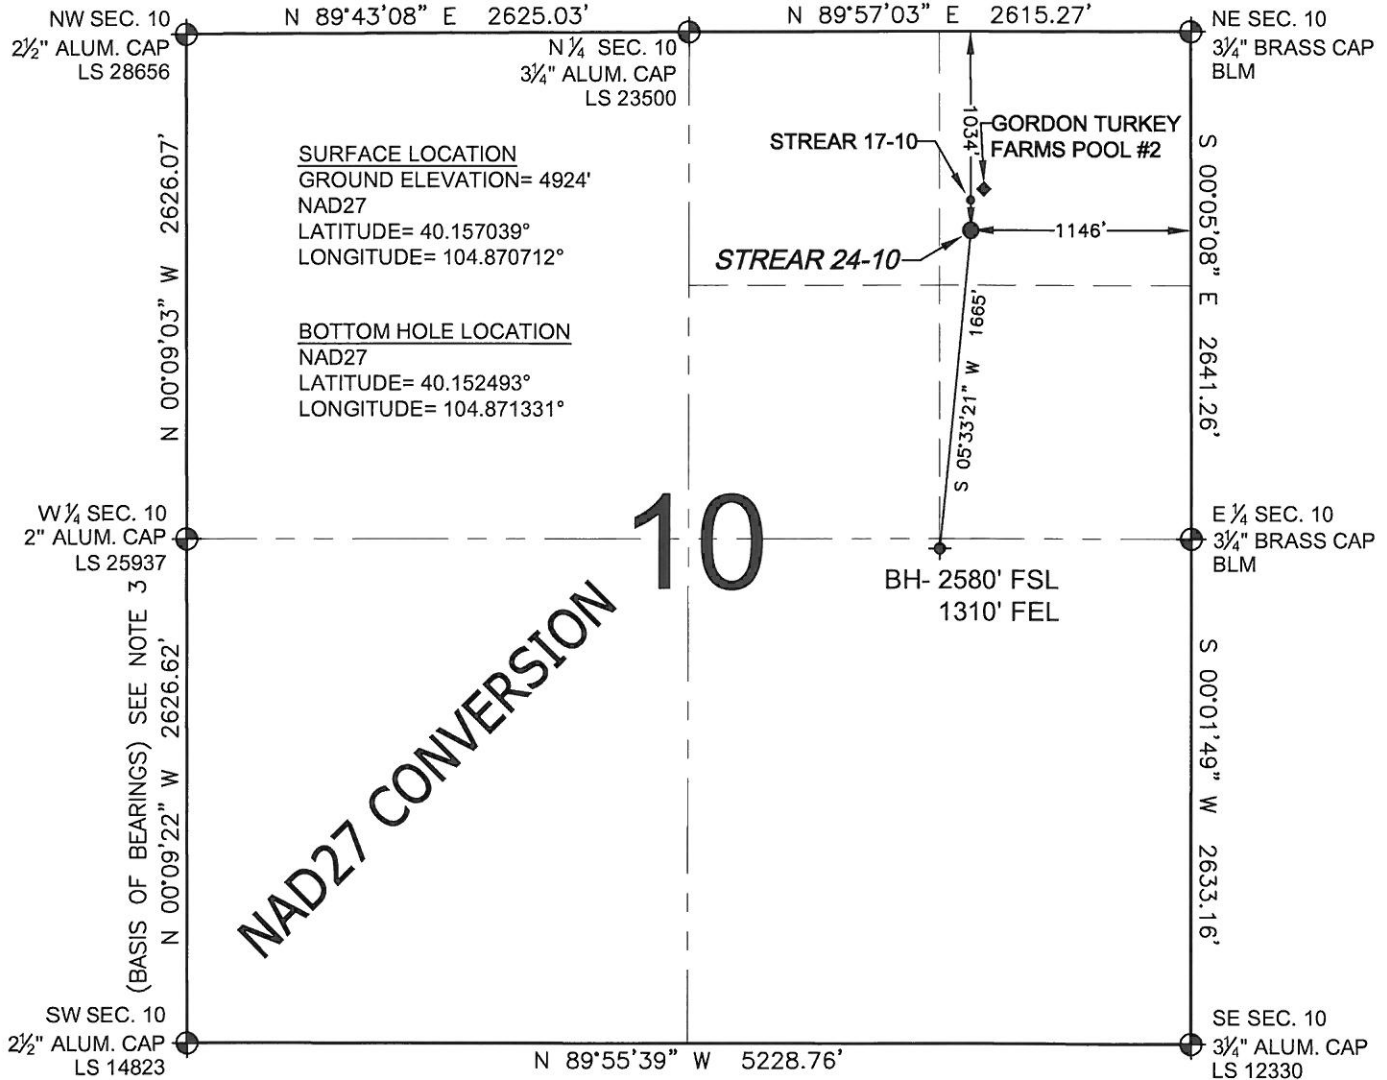 N 89°43'08" E 2625.03'
N 89°57'03" E 2615.27'
NW SEC. 10
2½" ALUM. CAP
LS 28656
N ¼ SEC. 10
3¼" ALUM. CAP
LS 23500
NE SEC. 10
3¼" BRASS CAP
BLM
SURFACE LOCATION
GROUND ELEVATION= 4924'
NAD27
LATITUDE= 40.157039°
LONGITUDE= 104.870712°
BOTTOM HOLE LOCATION
NAD27
LATITUDE= 40.152493°
LONGITUDE= 104.871331°
STREAR 17-10
1034'
GORDON TURKEY
FARMS POOL #2
STREAR 24-10
1146'
S 05°33'21" W 1665'
N 00°09'03" W 2626.07'
S 00°05'08" E 2641.26'
W ¼ SEC. 10
2" ALUM. CAP
LS 25937
10
E ¼ SEC. 10
3¼" BRASS CAP
BLM
BH- 2580' FSL
1310' FEL
NAD27 CONVERSION
(BASIS OF BEARINGS) SEE NOTE 3
N 00°09'22" W 2626.62'
S 00°01'49" W 2633.16'
SW SEC. 10
2½" ALUM. CAP
LS 14823
N 89°55'39" W 5228.76'
SE SEC. 10
3¼" ALUM. CAP
LS 12330